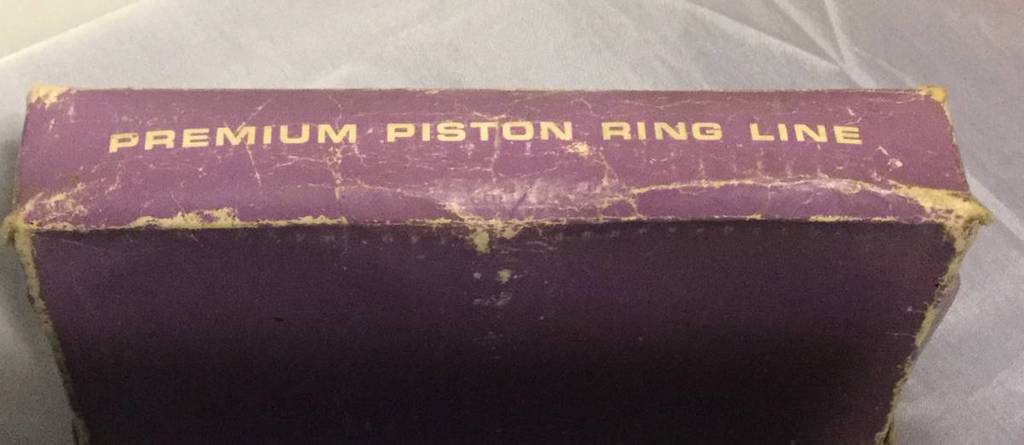 PREMIUM PISTON RING LINE